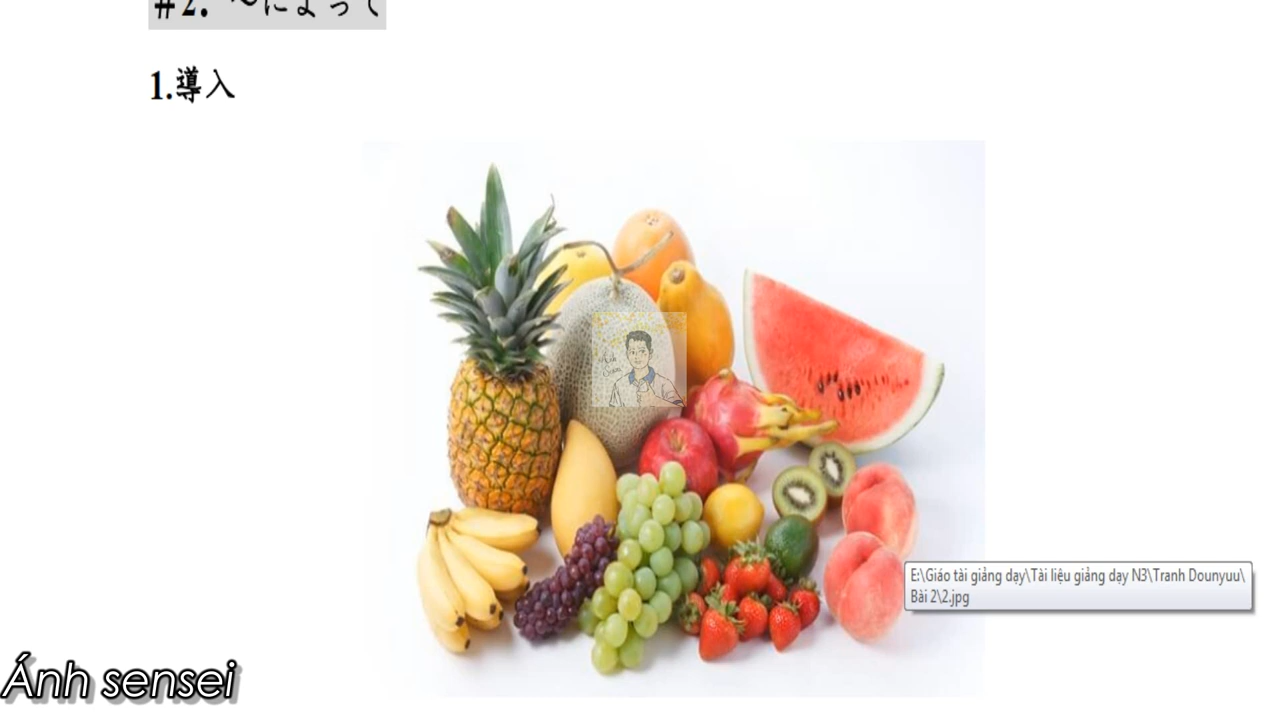 #2. ～によって
1.導入
E:\Giáo tài giảng dạy\Tài liệu giảng dạy N3\Tranh Dounyuu\
Bài 2\2.jpg
Ánh sensei